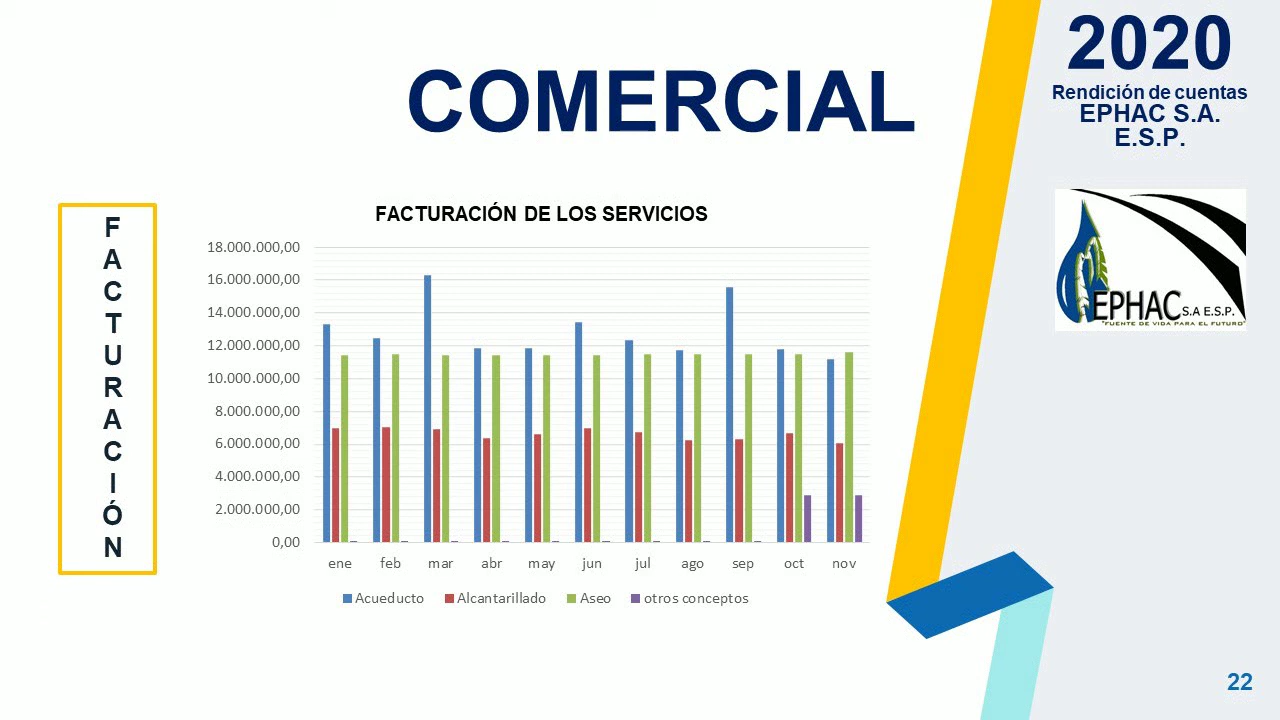 COMERCIAL
2020
Rendición de cuentas
EPHAC S.A.
E.S.P.
EPHAC S.A E.S.P.
"FUENTE DE VIDA PARA EL FUTURO"
F
A
C
T
U
R
A
C
I
Ó
N
FACTURACIÓN DE LOS SERVICIOS
18.000.000,00
16.000.000,00
14.000.000,00
12.000.000,00
10.000.000,00
8.000.000,00
6.000.000,00
4.000.000,00
2.000.000,00
0,00
ene feb mar abr may jun jul ago sep oct nov
Acueducto Alcantarillado Aseo otros conceptos
22